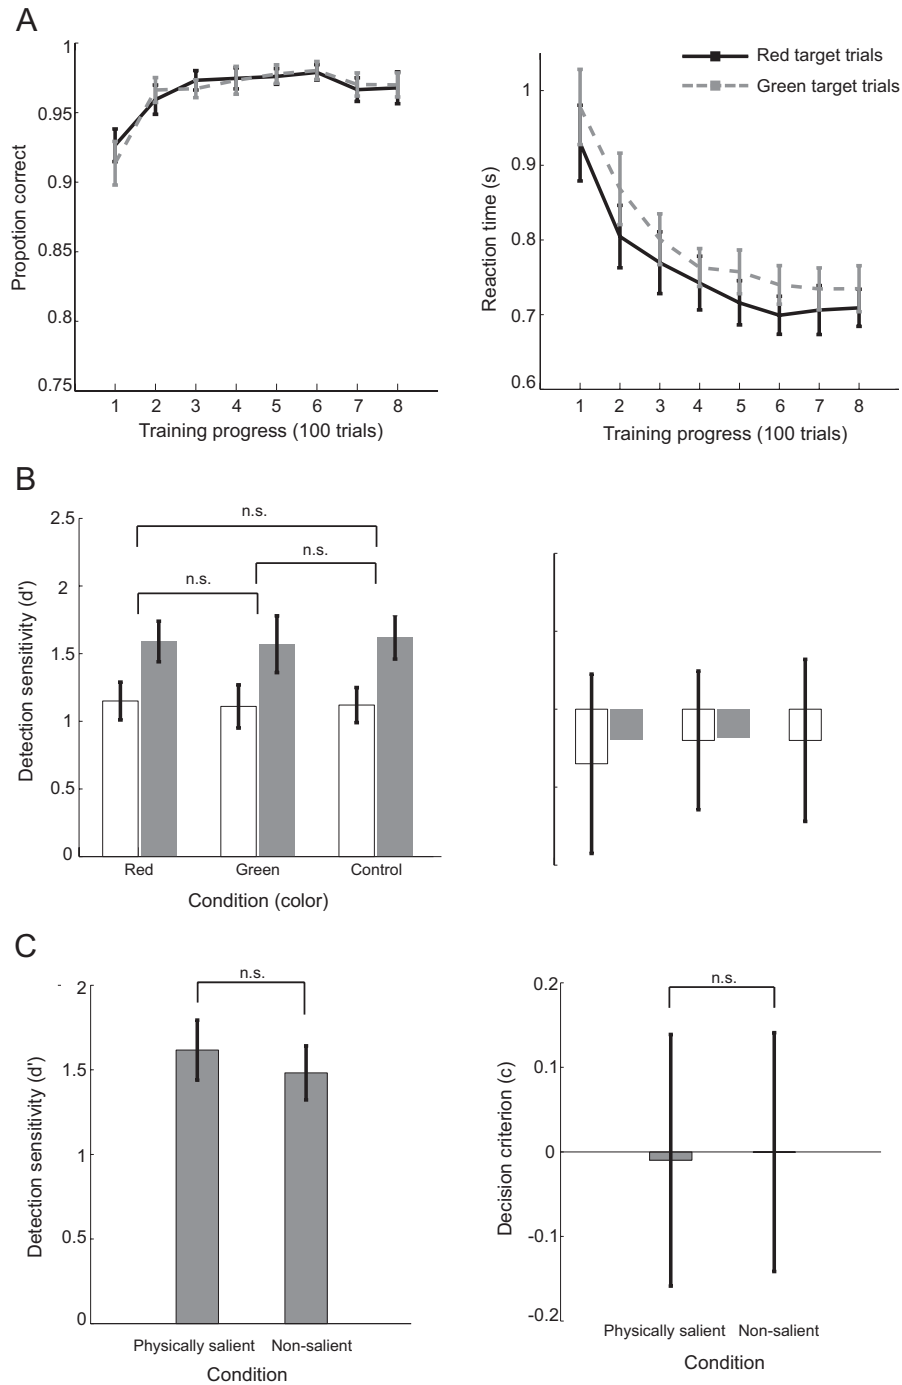 A
1
0.95
0.9
0.85
0.8
0.75
Propotion correct
1 2 3 4 5 6 7 8
Training progress (100 trials)
Red target trials
Green target trials
1
0.9
0.8
0.7
0.6
Reaction time (s)
1 2 3 4 5 6 7 8
Training progress (100 trials)
B
2.5
2
1.5
1
0.5
0
Detection sensitivity (d')
n.s.
n.s.
n.s.
Red Green Control
Condition (color)
C
2
1.5
1
0.5
0
Detection sensitivity (d')
n.s.
Physically salient Non-salient
Condition
0.2
0.1
0
-0.1
-0.2
Decision criterion (c)
n.s.
Physically salient Non-salient
Condition